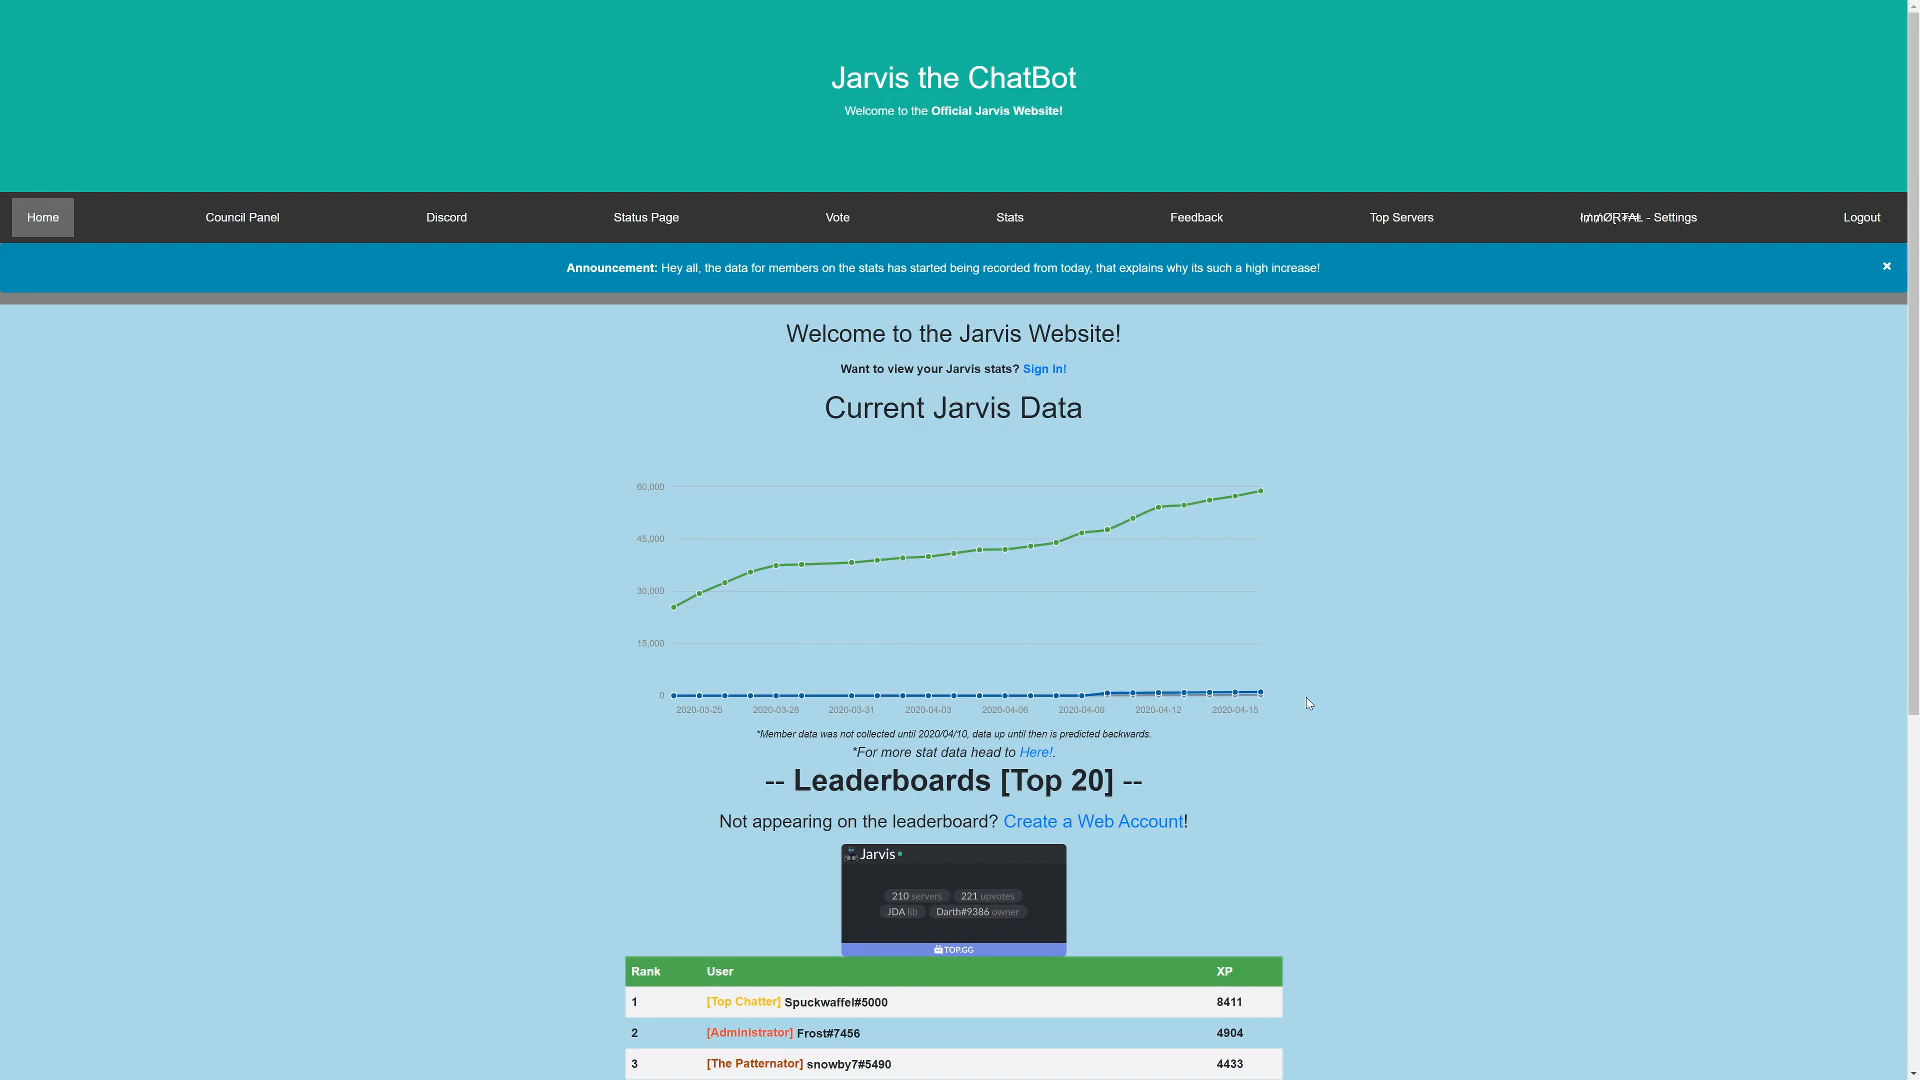 Jarvis the ChatBot
Welcome to the Official Jarvis Website!
Home Council Panel Discord Status Page Vote Stats Feedback Top Servers - Settings Logout
Announcement: Hey all, the data for members on the stats has started being recorded from today, that explains why its such a high increase! ×
Welcome to the Jarvis Website!
Want to view your Jarvis stats? Sign In!
Current Jarvis Data
60,000
45,000
30,000
15,000
0
2020-03-25 2020-03-28 2020-03-31 2020-04-03 2020-04-06 2020-04-09 2020-04-12 2020-04-15
*Member data was not collected until 2020/04/10, data up until then is predicted backwards.
*For more stat data head to Here!.
-- Leaderboards [Top 20] --
Not appearing on the leaderboard? Create a Web Account!
Jarvis
210 servers 221 upvotes
JDA lib Darth#9386 owner
TOP.GG
Rank User XP
1 [Top Chatter] Spuckwaffel#5000 8411
2 [Administrator] Frost#7456 4904
3 [The Patternator] snowby7#5490 4433